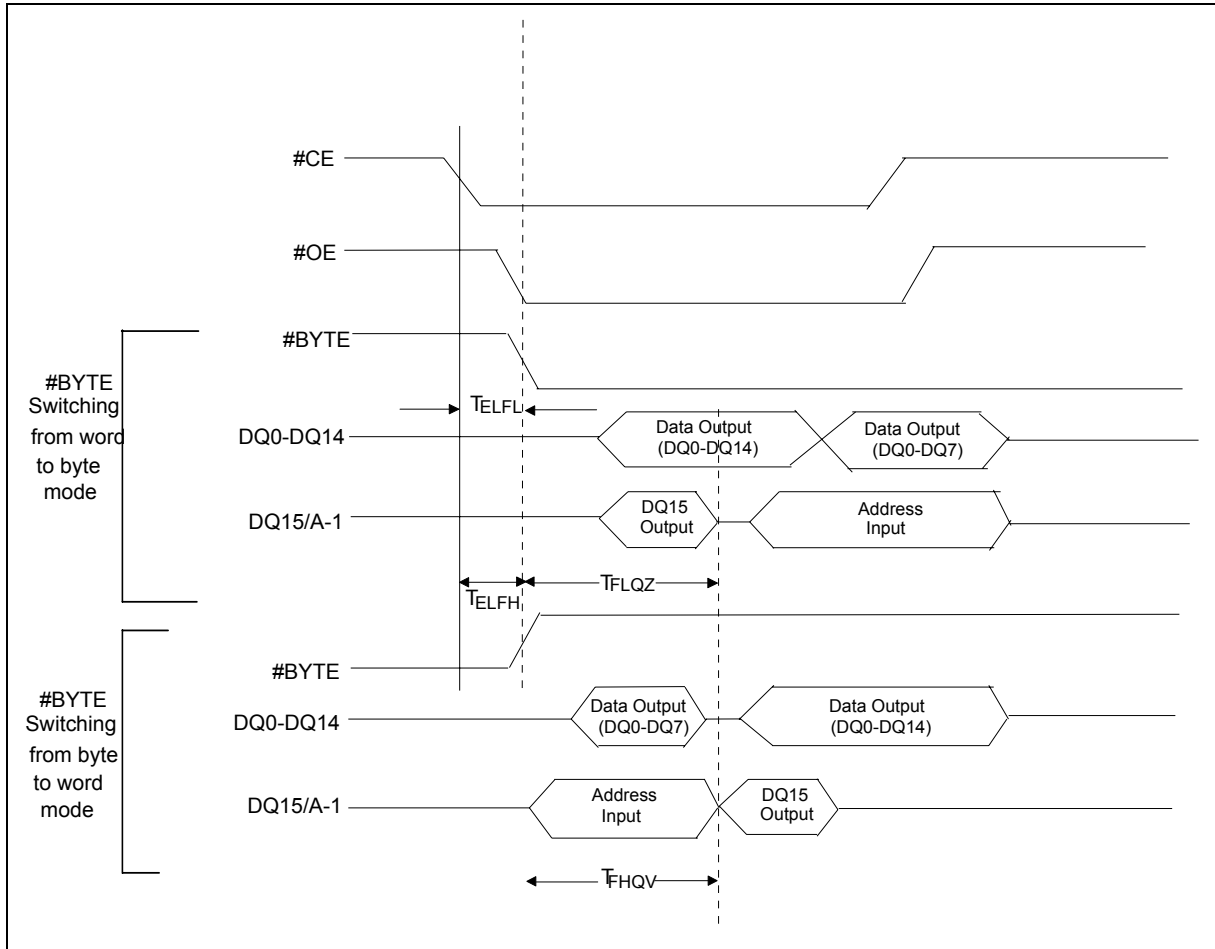 #CE
#OE
#BYTE
#BYTE
Switching
from word
to byte
mode
TELFL
DQ0-DQ14
Data Output
(DQ0-DQ14)
Data Output
(DQ0-DQ7)
DQ15/A-1
DQ15
Output
Address
Input
TELFH
TFLQZ
#BYTE
#BYTE
Switching
from byte
to word
mode
DQ0-DQ14
Data Output
(DQ0-DQ7)
Data Output
(DQ0-DQ14)
DQ15/A-1
Address
Input
DQ15
Output
TFHQV